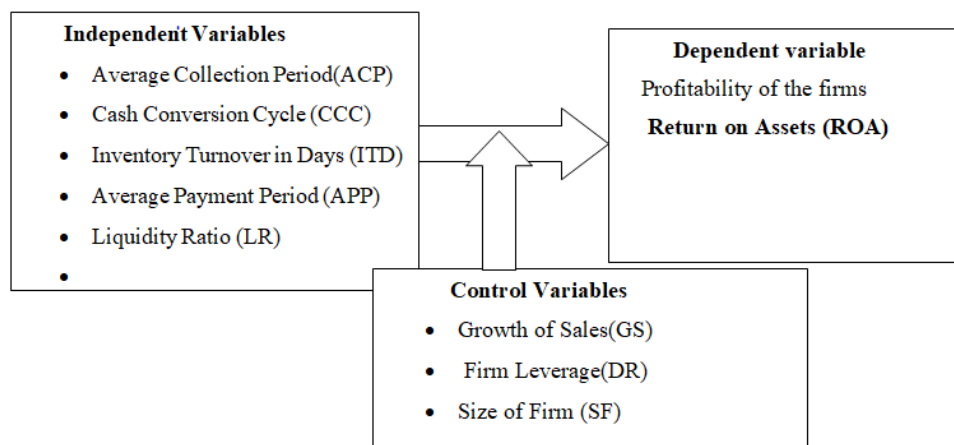 Independent Variables
• Average Collection Period(ACP)
• Cash Conversion Cycle (CCC)
• Inventory Turnover in Days (ITD)
• Average Payment Period (APP)
• Liquidity Ratio (LR)
•
Dependent variable
Profitability of the firms
Return on Assets (ROA)
Control Variables
• Growth of Sales(GS)
• Firm Leverage(DR)
• Size of Firm (SF)